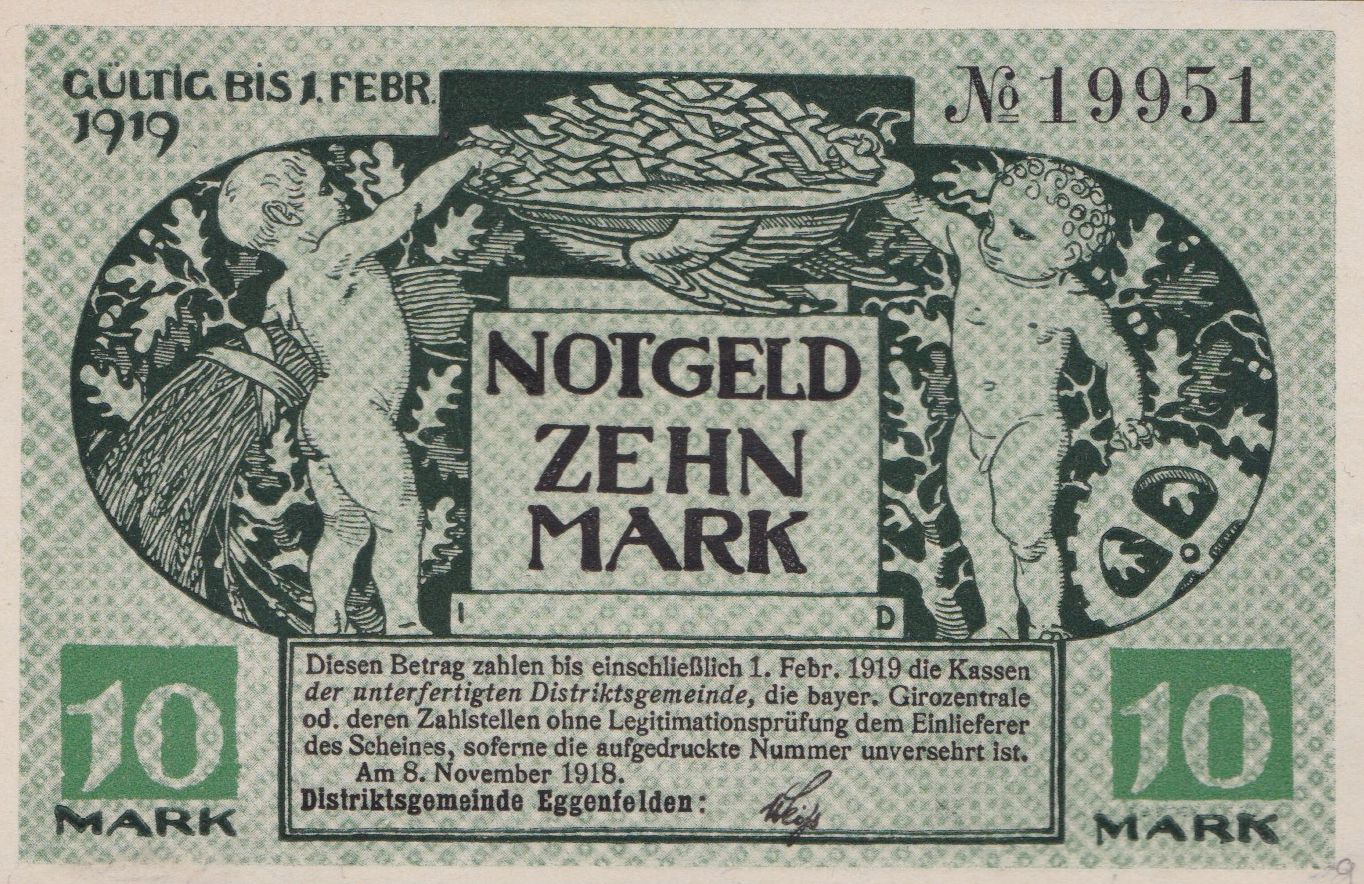 GÜLTIG BIS 1. FEBR.
1919
№ 19951
NOTGELD
ZEHN
MARK
I D
Diesen Betrag zahlen bis einschließlich 1. Febr. 1919 die Kassen
der unterfertigten Distriktsgemeinde, die bayer. Girozentrale
od. deren Zahlstellen ohne Legitimationsprüfung dem Einlieferer
des Scheines, soferne die aufgedruckte Nummer unversehrt ist.
Am 8. November 1918.
Distriktsgemeinde Eggenfelden:
10
MARK
10
MARK